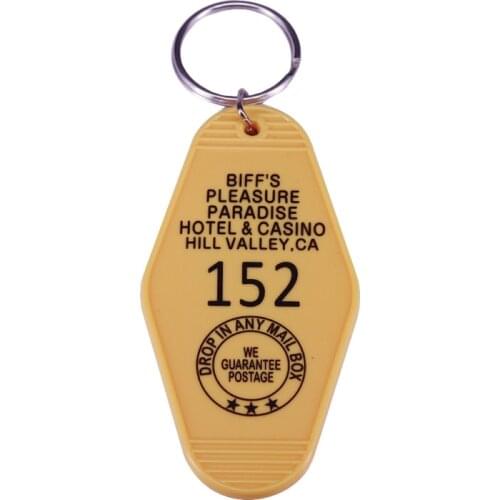 BIFF'S
PLEASURE
PARADISE
HOTEL & CASINO
HILL VALLEY,CA
152
DROP IN ANY MAIL BOX
WE
GUARANTEE
POSTAGE